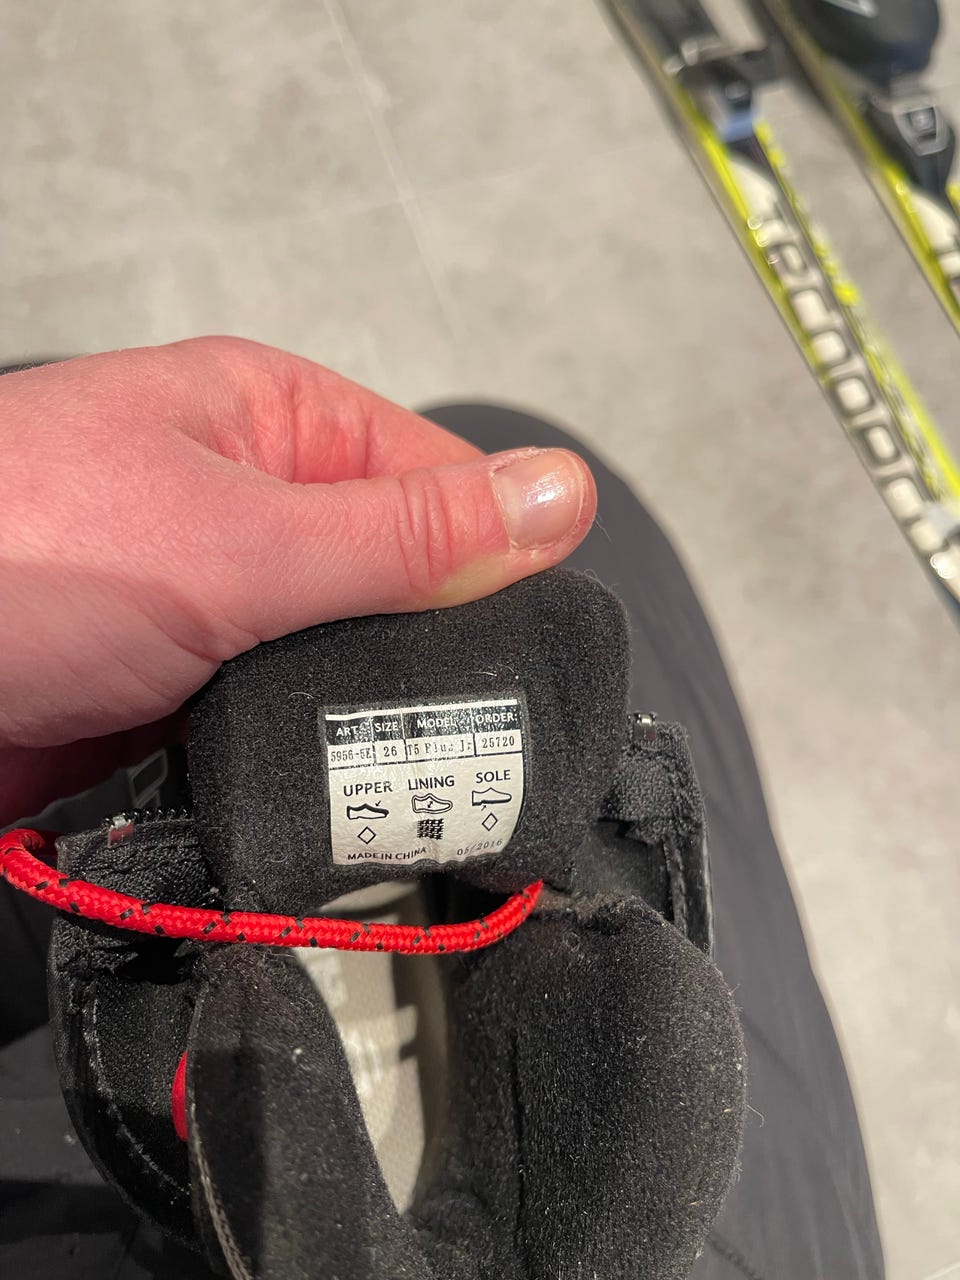 ART: SIZE MODEL ORDER:
26 T5 Plus Jr 25720
UPPER LINING SOLE
MADE IN CHINA 05/2016